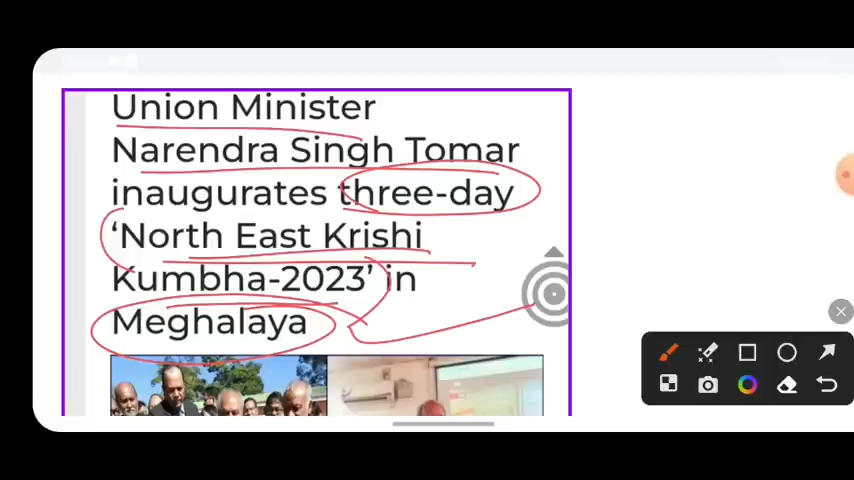 Union Minister
Narendra Singh Tomar
inaugurates three-day
‘North East Krishi
Kumbha-2023’ in
Meghalaya